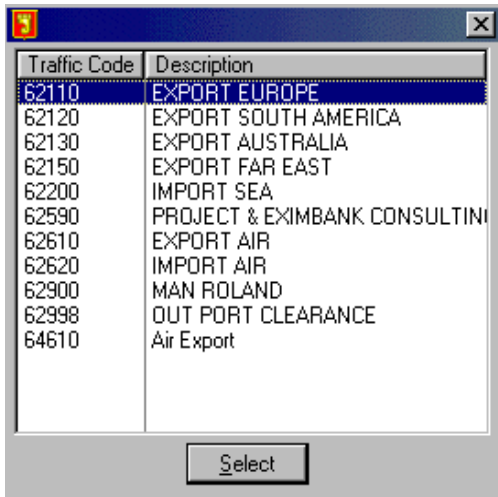 Traffic Code Description
62110 EXPORT EUROPE
62120 EXPORT SOUTH AMERICA
62130 EXPORT AUSTRALIA
62150 EXPORT FAR EAST
62200 IMPORT SEA
62590 PROJECT & EXIMBANK CONSULTIN
62610 EXPORT AIR
62620 IMPORT AIR
62900 MAN ROLAND
62998 OUT PORT CLEARANCE
64610 Air Export
Select